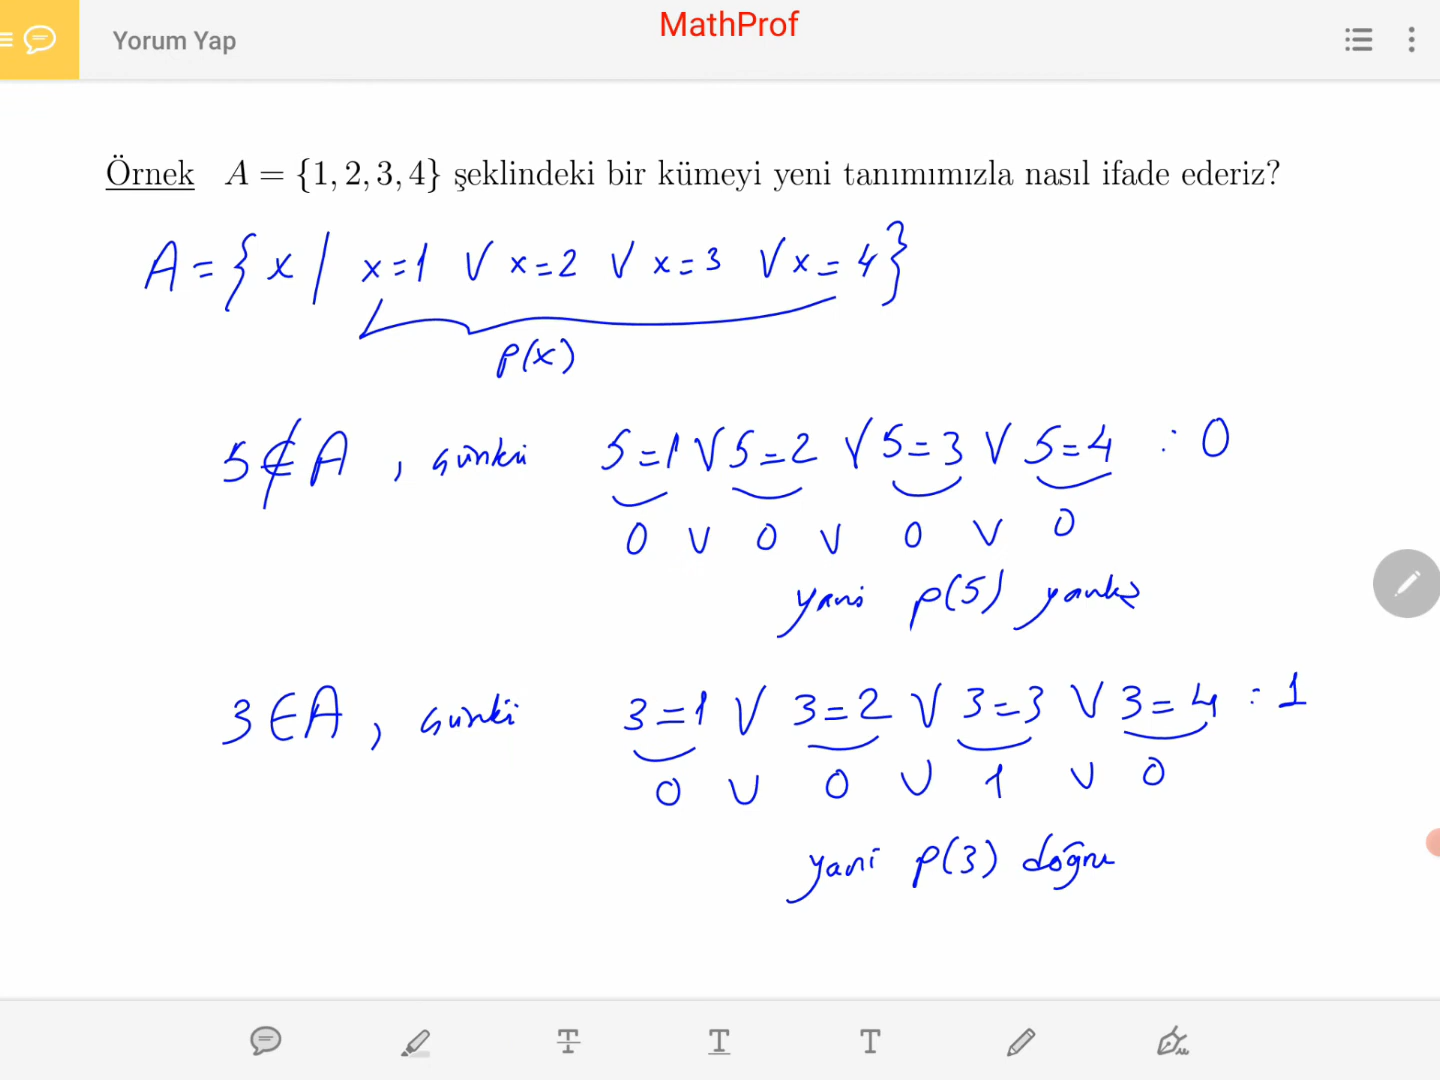 MathProf
Yorum Yap
Örnek A = {1, 2, 3, 4} şeklindeki bir kümeyi yeni tanımımızla nasıl ifade ederiz?
A = { x | x=1 ∨ x=2 ∨ x=3 ∨ x=4}
p(x)
5 ∉ A , çünkü 5=1 ∨ 5=2 ∨ 5=3 ∨ 5=4 : 0
0 ∨ 0 ∨ 0 ∨ 0
yani p(5) yanlış
3 ∈ A , çünkü 3=1 ∨ 3=2 ∨ 3=3 ∨ 3=4 : 1
0 ∨ 0 ∨ 1 ∨ 0
yani p(3) doğru